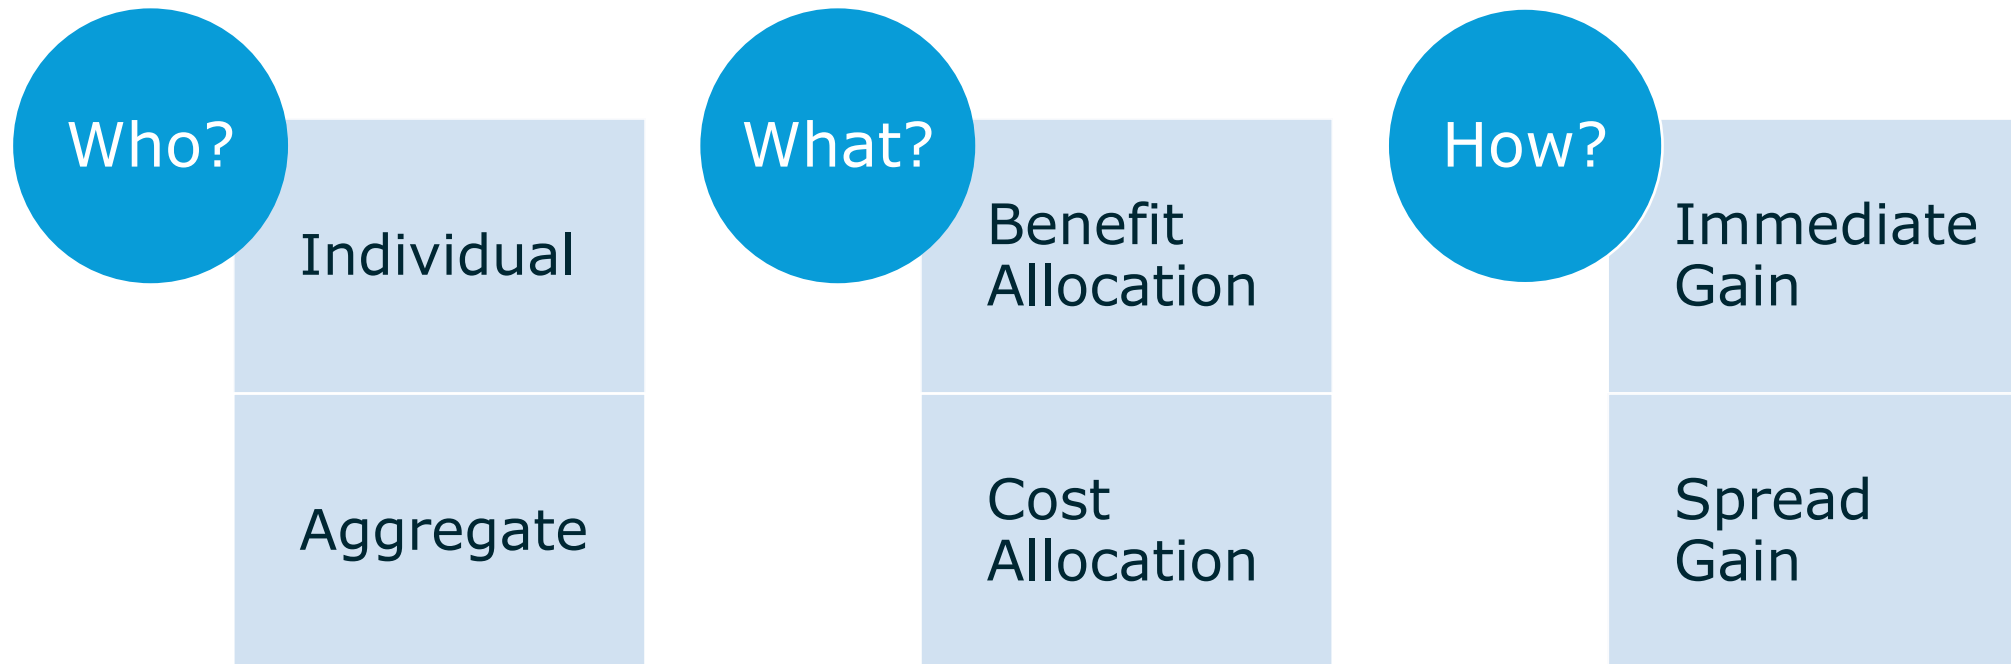 Who?
Individual
Aggregate
What?
Benefit
Allocation
Cost
Allocation
How?
Immediate
Gain
Spread
Gain